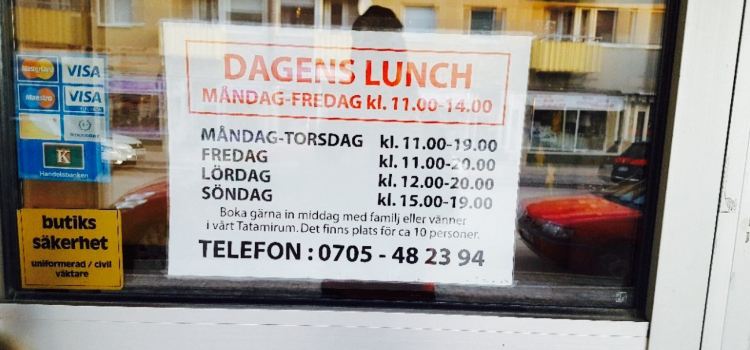 DAGENS LUNCH
MÅNDAG-FREDAG kl. 11.00-14.00
MÅNDAG-TORSDAG kl. 11.00-19.00
FREDAG kl. 11.00-20.00
LÖRDAG kl. 12.00-20.00
SÖNDAG kl. 15.00-19.00
Boka gärna in middag med familj eller vänner
i vårt Tatamirum. Det finns plats för ca 10 personer.
TELEFON : 0705 - 48 23 94
MasterCard VISA
Maestro VISA
Handelsbanken
butiks
säkerhet
uniformerad / civil
väktare